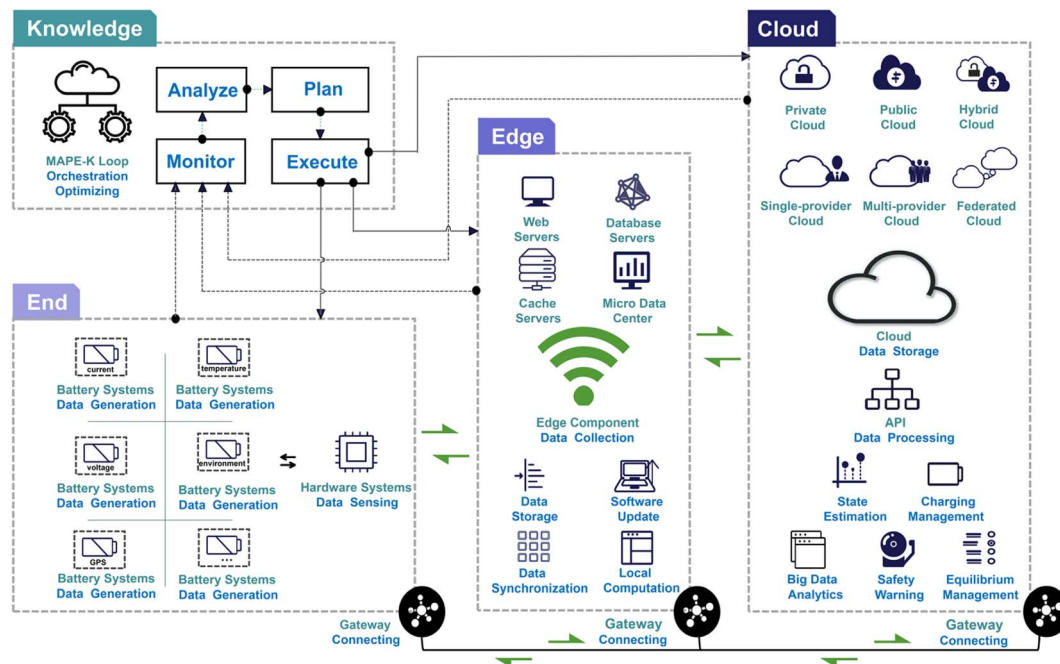 Knowledge
MAPE-K Loop
Orchestration
Optimizing
Analyze
Plan
Monitor
Execute
End
current
Battery Systems
Data Generation
temperature
Battery Systems
Data Generation
voltage
Battery Systems
Data Generation
environment
Battery Systems
Data Generation
GPS
Battery Systems
Data Generation
...
Battery Systems
Data Generation
Hardware Systems
Data Sensing
Gateway
Connecting
Edge
Web
Servers
Database
Servers
Cache
Servers
Micro Data
Center
Edge Component
Data Collection
Data
Storage
Software
Update
Data
Synchronization
Local
Computation
Gateway
Connecting
Cloud
Private
Cloud
Public
Cloud
Hybrid
Cloud
Single-provider
Cloud
Multi-provider
Cloud
Federated
Cloud
Cloud
Data Storage
API
Data Processing
State
Estimation
Charging
Management
Big Data
Analytics
Safety
Warning
Equilibrium
Management
Gateway
Connecting